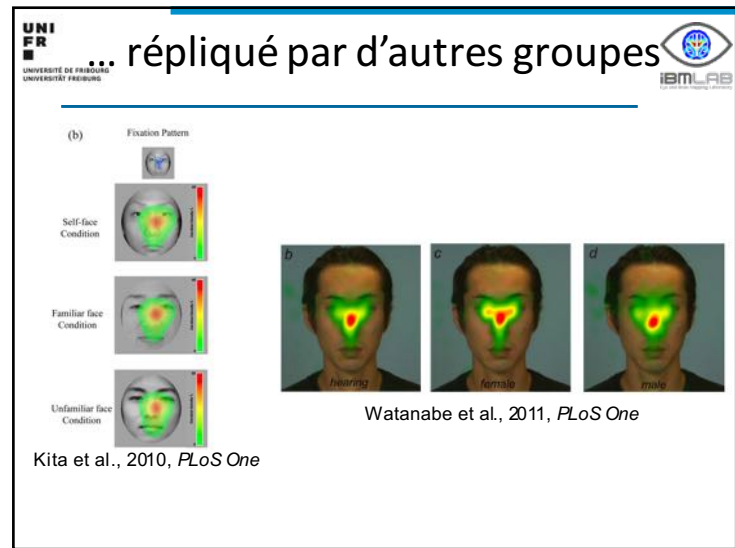 UNI
FR
UNIVERSITÉ DE FRIBOURG
UNIVERSITÄT FREIBURG
... répliqué par d'autres groupes
iBMLAB
(b)
Fixation Pattern
Self-face
Condition
Familiar face
Condition
Unfamiliar face
Condition
b
hearing
c
female
d
male
Kita et al., 2010, PLoS One
Watanabe et al., 2011, PLoS One